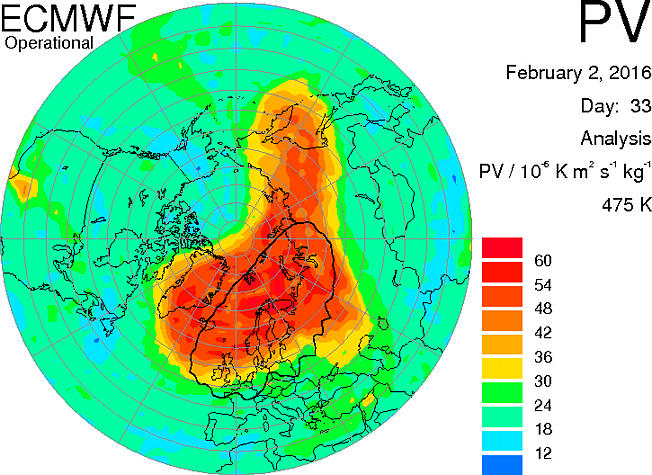 ECMWF
Operational
PV
February 2, 2016
Day: 33
Analysis
PV / 10⁻⁶ K m² s⁻¹ kg⁻¹
475 K
60
54
48
42
36
30
24
18
12